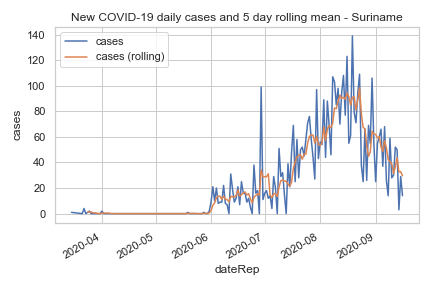 New COVID-19 daily cases and 5 day rolling mean - Suriname
cases
cases (rolling)
140
120
100
80
60
40
20
0
cases
2020-04
2020-05
2020-06
2020-07
2020-08
2020-09
dateRep